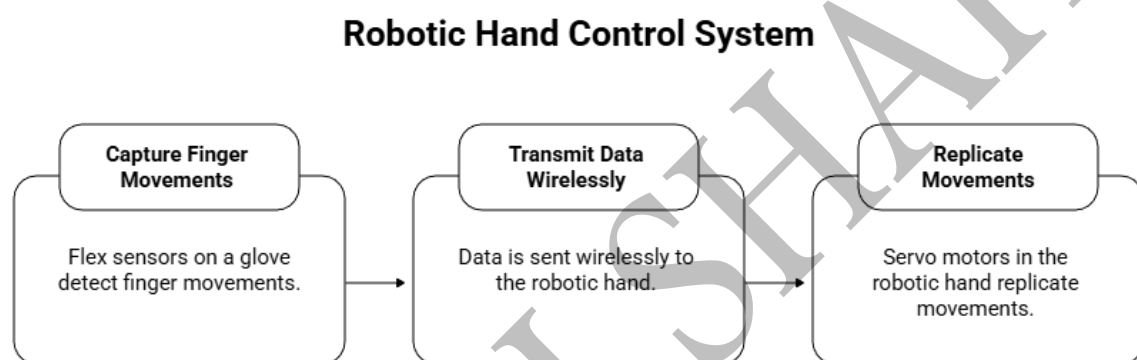 Robotic Hand Control System
Capture Finger
Movements
Flex sensors on a glove
detect finger movements.
Transmit Data
Wirelessly
Data is sent wirelessly to
the robotic hand.
Replicate
Movements
Servo motors in the
robotic hand replicate
movements.